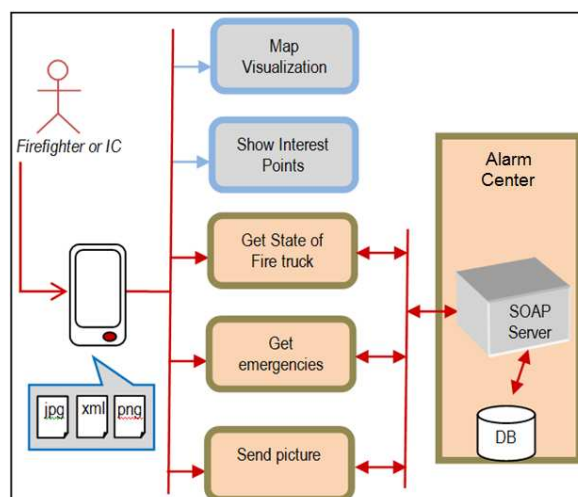 Map
Visualization
Firefighter or IC
Show Interest
Points
Alarm
Center
Get State of
Fire truck
SOAP
Server
Get
emergencies
jpg xml png
Send picture
DB